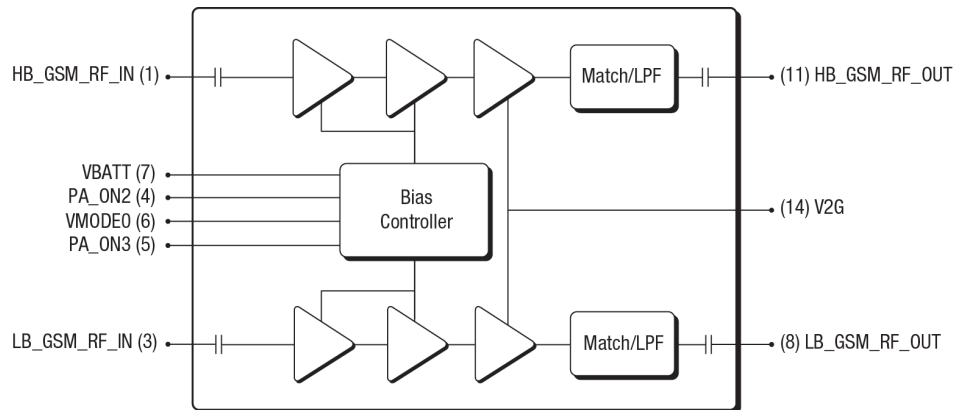 HB_GSM_RF_IN (1)
Match/LPF
(11) HB_GSM_RF_OUT
VBATT (7)
PA_ON2 (4)
VMODE0 (6)
PA_ON3 (5)
Bias
Controller
(14) V2G
LB_GSM_RF_IN (3)
Match/LPF
(8) LB_GSM_RF_OUT